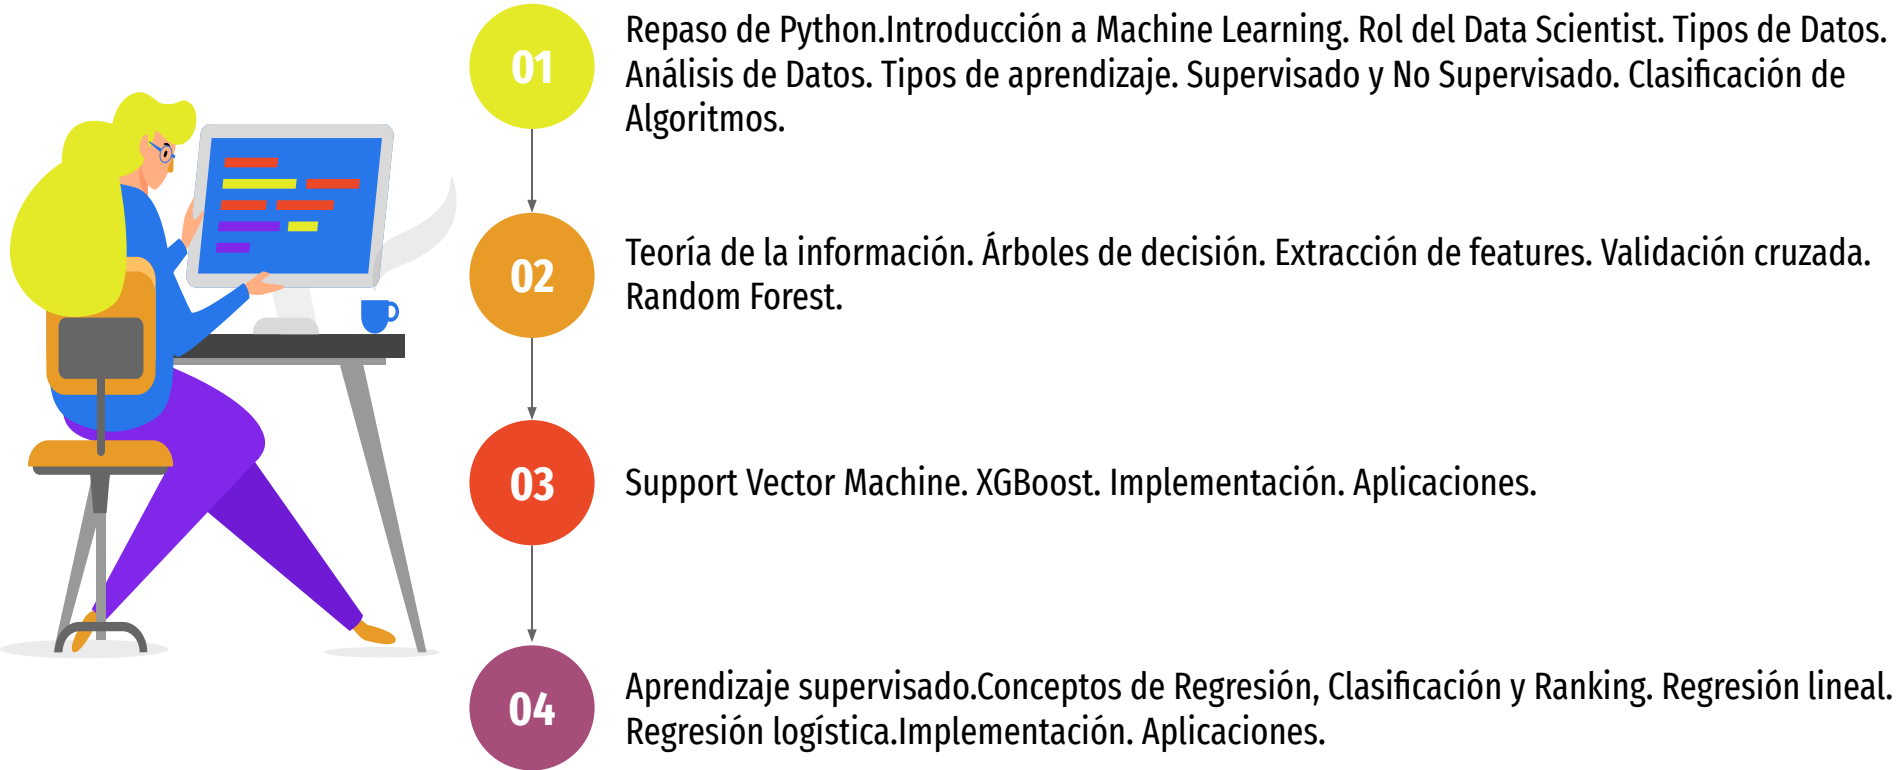 01
Repaso de Python.Introducción a Machine Learning. Rol del Data Scientist. Tipos de Datos.
Análisis de Datos. Tipos de aprendizaje. Supervisado y No Supervisado. Clasificación de
Algoritmos.
02
Teoría de la información. Árboles de decisión. Extracción de features. Validación cruzada.
Random Forest.
03
Support Vector Machine. XGBoost. Implementación. Aplicaciones.
04
Aprendizaje supervisado.Conceptos de Regresión, Clasificación y Ranking. Regresión lineal.
Regresión logística.Implementación. Aplicaciones.